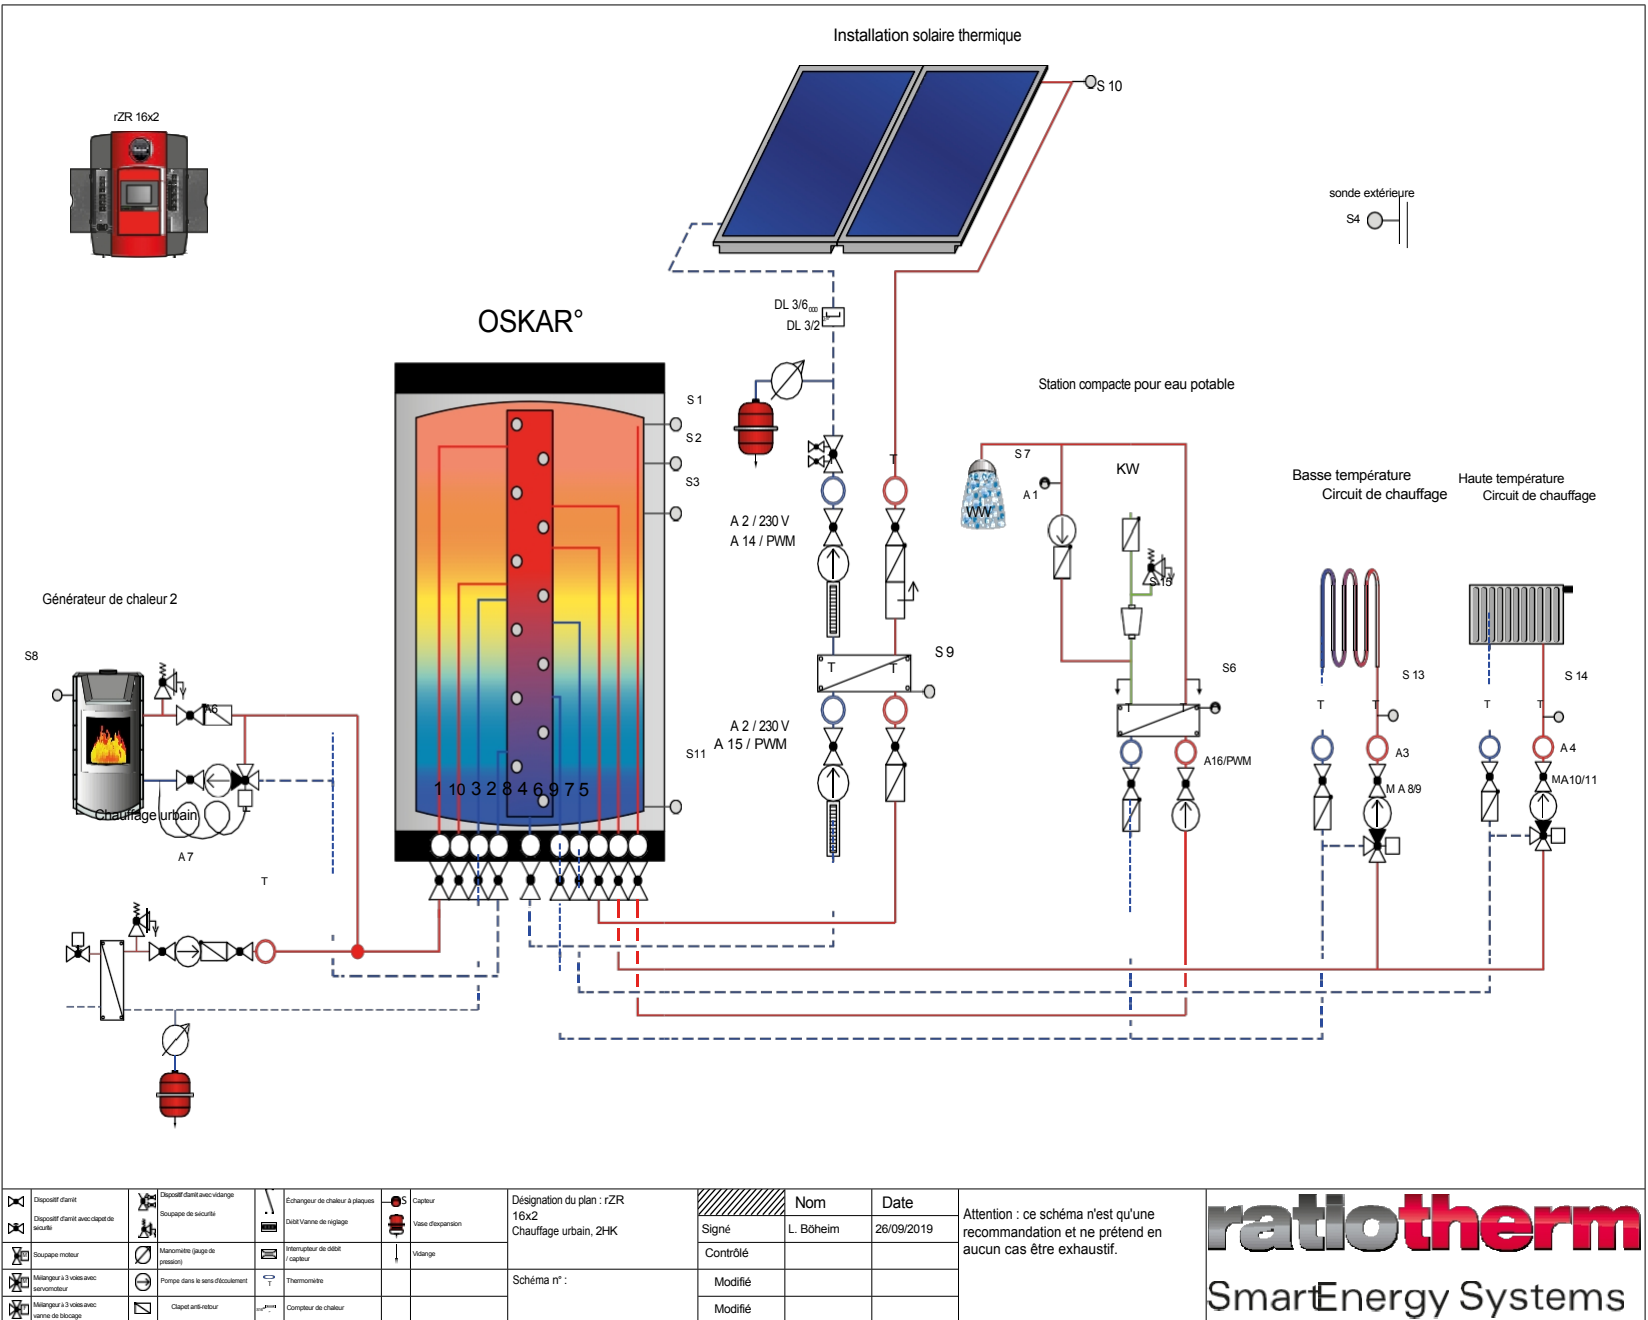 Installation solaire thermique
S 10
rZR 16x2
sonde extérieure
S4
DL 3/6
DL 3/2
OSKAR°
Station compacte pour eau potable
S 1
S 2
S3
S 7
KW
A 1
WW
Basse température
Circuit de chauffage
Haute température
Circuit de chauffage
T
A 2 / 230 V
A 14 / PWM
S 15
Générateur de chaleur 2
S8
A6
S 9
T T
S6
S 13
S 14
T T
T T T T
A 2 / 230 V
A 15 / PWM
S11
A16/PWM
A3
A 4
M A 8/9
MA10/11
1 10 3 2 8 4 6 9 7 5
Chauffage urbain
A 7
T
Dispositif d'arrêt
Dispositif d'arrêt avec clapet de sécurité
Soupape moteur
Mélangeur à 3 voies avec servomoteur
Mélangeur à 3 voies avec vanne de blocage
Dispositif d'arrêt avec vidange
Soupape de sécurité
Manomètre (jauge de pression)
Pompe dans le sens d'écoulement
Clapet anti-retour
Échangeur de chaleur à plaques
Débit Vanne de réglage
Interrupteur de débit / capteur
Thermomètre
Compteur de chaleur
S
Capteur
Vase d'expansion
Vidange
Désignation du plan : rZR
16x2
Chauffage urbain, 2HK
Schéma n° :
Nom Date
Signé L. Böheim 26/09/2019
Contrôlé
Modifié
Modifié
Attention : ce schéma n'est qu'une
recommandation et ne prétend en
aucun cas être exhaustif.
ratiotherm
SmartEnergy Systems